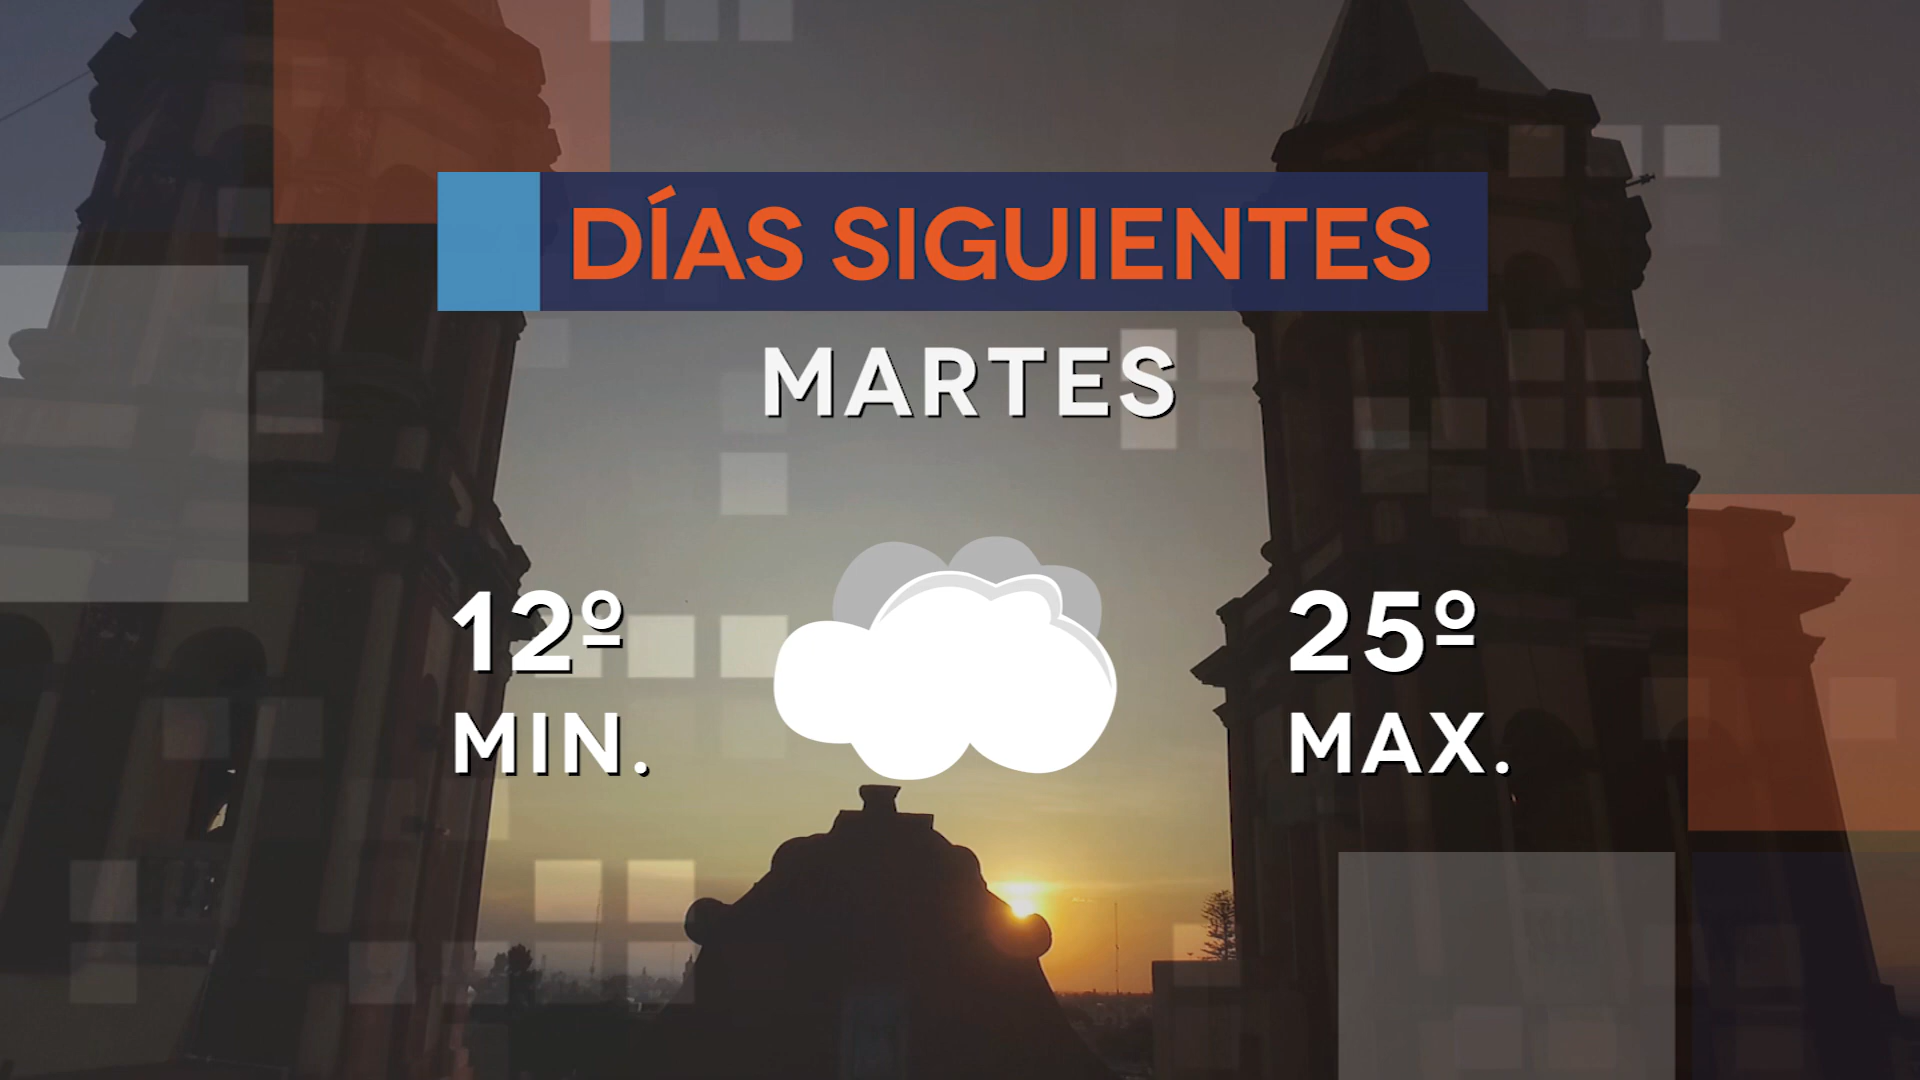 DÍAS SIGUIENTES
MARTES
12º
MIN.
25º
MAX.